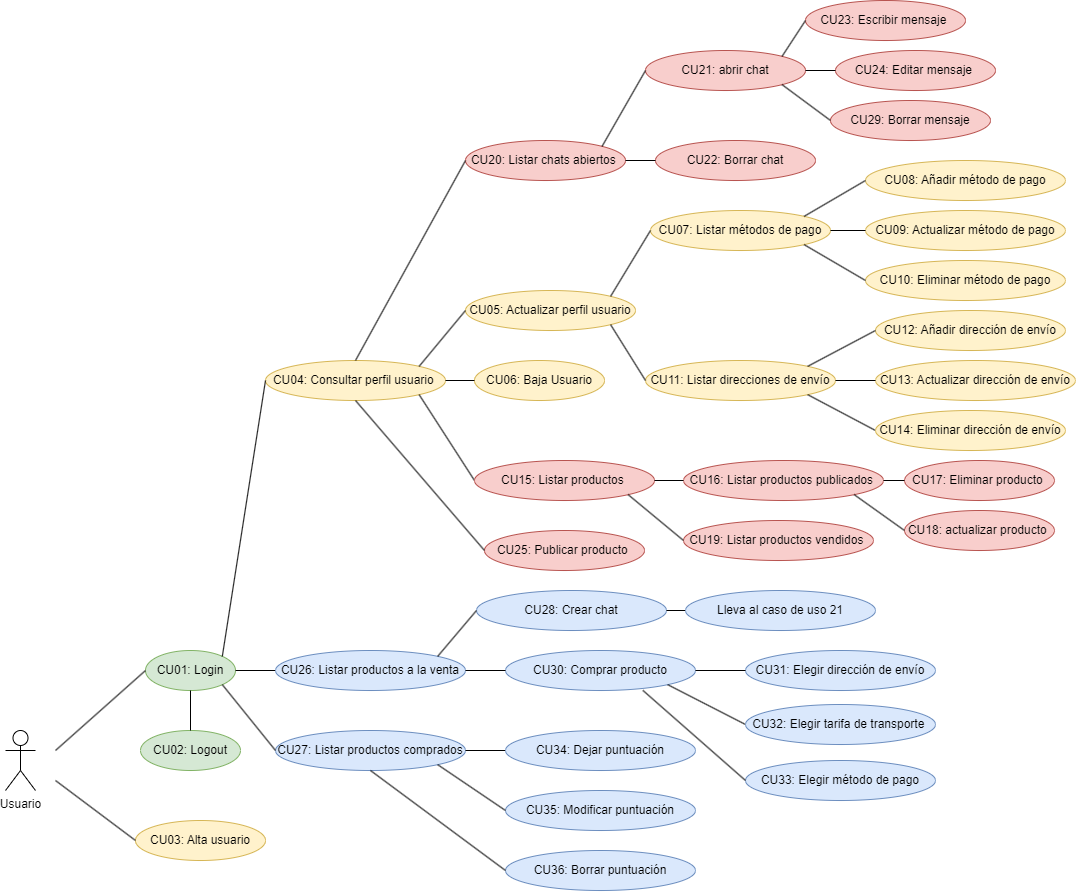 CU23: Escribir mensaje
CU21: abrir chat
CU24: Editar mensaje
CU29: Borrar mensaje
CU20: Listar chats abiertos
CU22: Borrar chat
CU08: Añadir método de pago
CU07: Listar métodos de pago
CU09: Actualizar método de pago
CU10: Eliminar método de pago
CU05: Actualizar perfil usuario
CU12: Añadir dirección de envío
CU04: Consultar perfil usuario
CU06: Baja Usuario
CU11: Listar direcciones de envío
CU13: Actualizar dirección de envío
CU14: Eliminar dirección de envío
CU15: Listar productos
CU16: Listar productos publicados
CU17: Eliminar producto
CU18: actualizar producto
CU19: Listar productos vendidos
CU25: Publicar producto
CU28: Crear chat
Lleva al caso de uso 21
CU01: Login
CU26: Listar productos a la venta
CU30: Comprar producto
CU31: Elegir dirección de envío
CU32: Elegir tarifa de transporte
CU02: Logout
CU27: Listar productos comprados
CU34: Dejar puntuación
CU33: Elegir método de pago
Usuario
CU35: Modificar puntuación
CU03: Alta usuario
CU36: Borrar puntuación